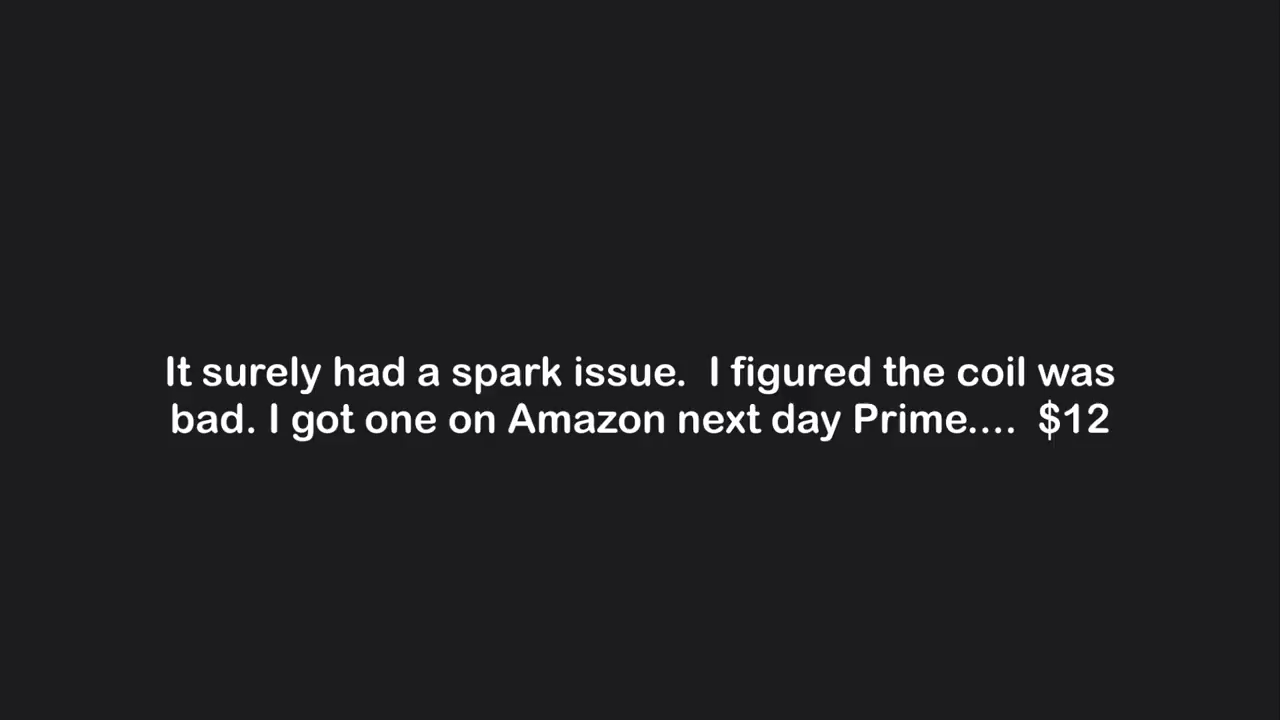 It surely had a spark issue.  I figured the coil was
bad. I got one on Amazon next day Prime....  $12